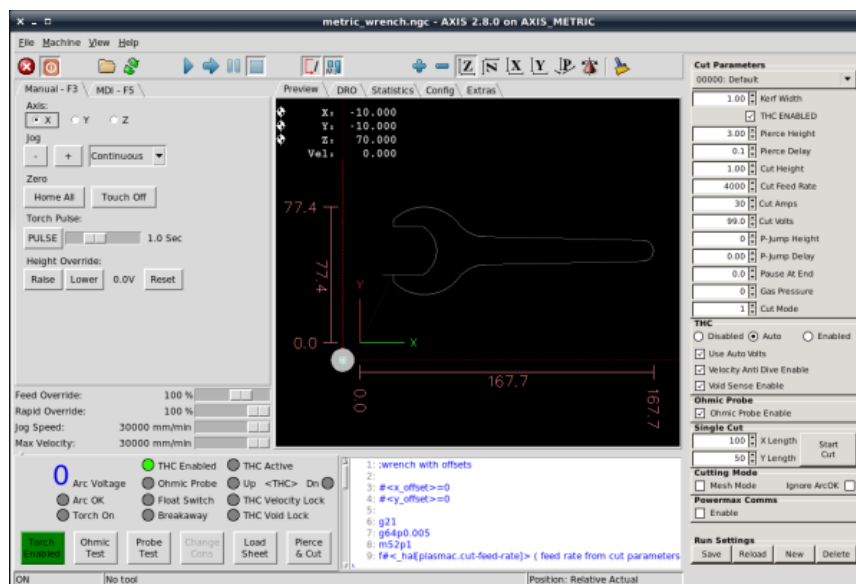 metric_wrench.ngc - AXIS 2.8.0 on AXIS_METRIC
File Machine View Help
Manual - F3 MDI - F5
Axis:
X Y Z
Jog
- + Continuous
Zero
Home All Touch Off
Torch Pulse:
PULSE 1.0 Sec
Height Override:
Raise Lower 0.0V Reset
Feed Override: 100 %
Rapid Override: 100 %
Jog Speed: 30000 mm/min
Max Velocity: 30000 mm/min
Preview DRO Statistics Config Extras
X: -10.000
Y: -10.000
Z: 70.000
Vel: 0.000
77.4
77.4
0.0
Y
X
167.7
0.0
167.7
Cut Parameters
00000: Default
1.00 Kerf Width
THC ENABLED
3.00 Pierce Height
0.1 Pierce Delay
1.00 Cut Height
4000 Cut Feed Rate
30 Cut Amps
99.0 Cut Volts
0 P-Jump Height
0.00 P-Jump Delay
0.0 Pause At End
0 Gas Pressure
1 Cut Mode
THC
Disabled Auto Enabled
Use Auto Volts
Velocity Anti Dive Enable
Void Sense Enable
Ohmic Probe
Ohmic Probe Enable
Single Cut
100 X Length
50 Y Length
Start Cut
Cutting Mode
Mesh Mode Ignore ArcOK
Powermax Comms
Enable
Run Settings
Save Reload New Delete
0 Arc Voltage
Arc OK
Torch On
THC Enabled
Ohmic Probe
Float Switch
Breakaway
THC Active
Up <THC> Dn
THC Velocity Lock
THC Void Lock
Torch Enabled
Ohmic Test
Probe Test
Change Cons
Load Sheet
Pierce & Cut
1: ;wrench with offsets
2:
3: #<x_offset>=0
4: #<y_offset>=0
5:
6: g21
7: g64p0.005
8: m52p1
9: f#<_hal[plasmac.cut-feed-rate]> ( feed rate from cut parameters
ON No tool Position: Relative Actual